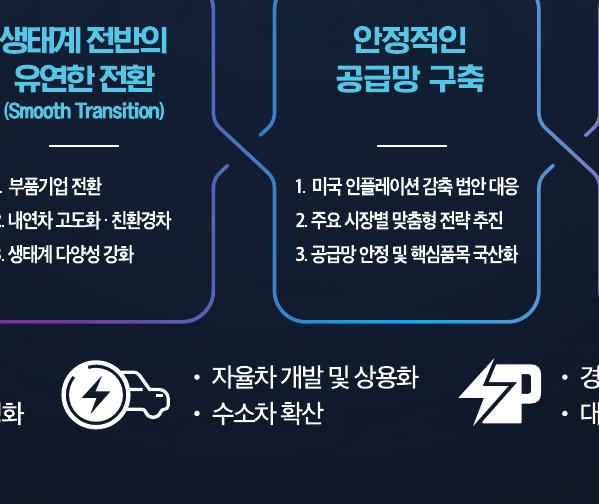 생태계 전반의
유연한 전환
(Smooth Transition)
부품기업 전환
2. 내연차 고도화 · 친환경차
3. 생태계 다양성 강화
안정적인
공급망 구축
1. 미국 인플레이션 감축 법안 대응
2. 주요 시장별 맞춤형 전략 추진
3. 공급망 안정 및 핵심품목 국산화
화
• 자율차 개발 및 상용화
• 수소차 확산
• 경
• 대